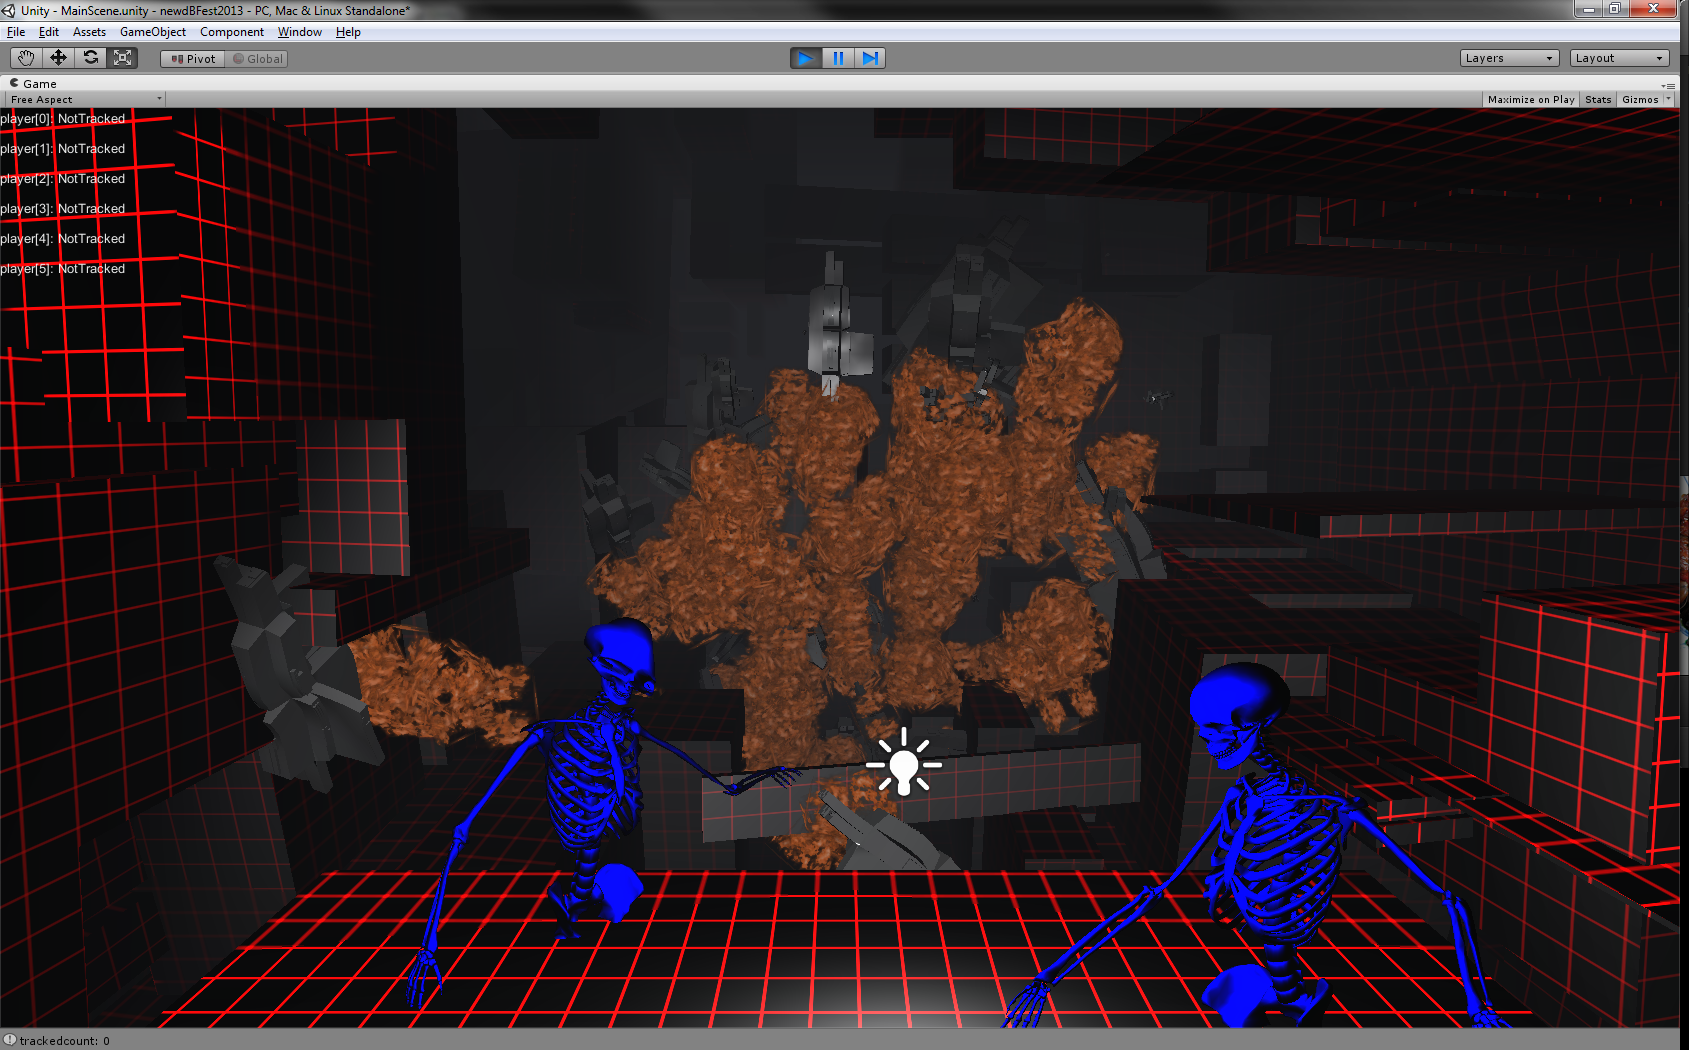 Unity - MainScene.unity - newdBFest2013 - PC, Mac & Linux Standalone*
File Edit Assets GameObject Component Window Help
Pivot Global Layers Layout
Game
Free Aspect Maximize on Play Stats Gizmos
player[0]: NotTracked
player[1]: NotTracked
player[2]: NotTracked
player[3]: NotTracked
player[4]: NotTracked
player[5]: NotTracked
trackedcount: 0